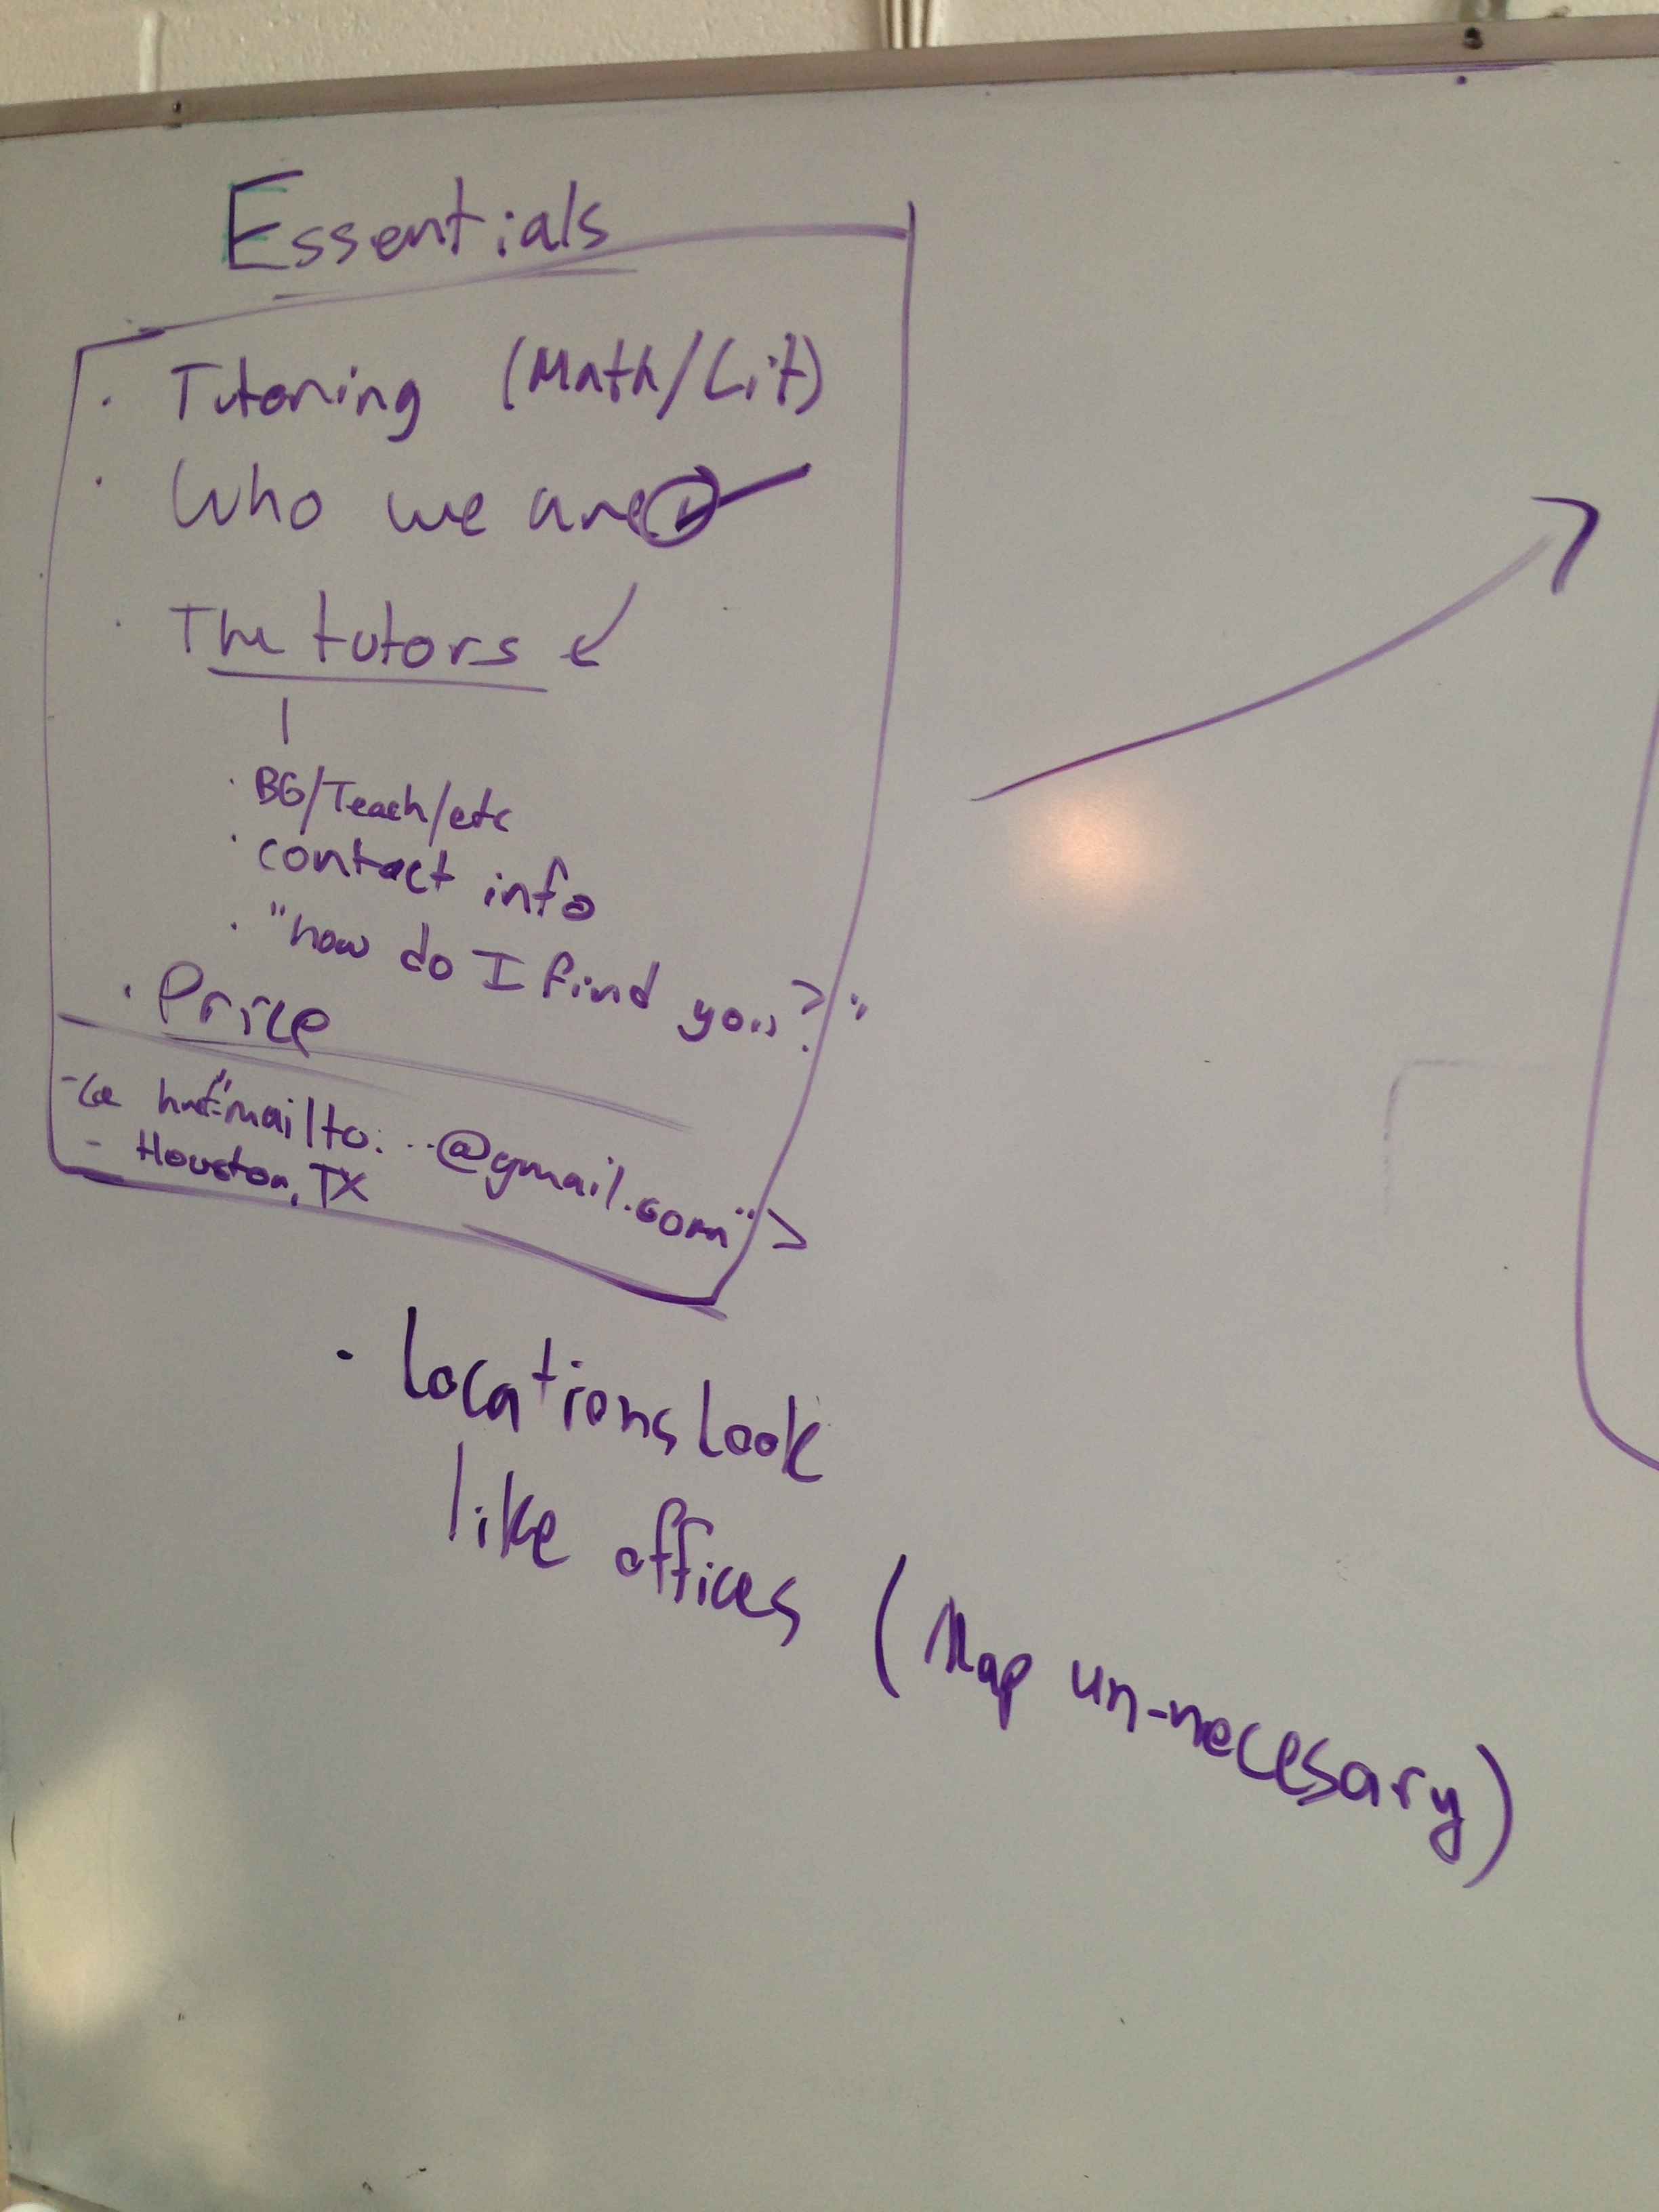 Essentials
· Tutoring (Math/Lit)
· Who we are
· The tutors
· BG/Teach/etc
· contact info
· "how do I find you?"
· Price
-<a href="mailto:...@gmail.com">
- Houston, TX
· Locations look
like offices (Map un-necesary)